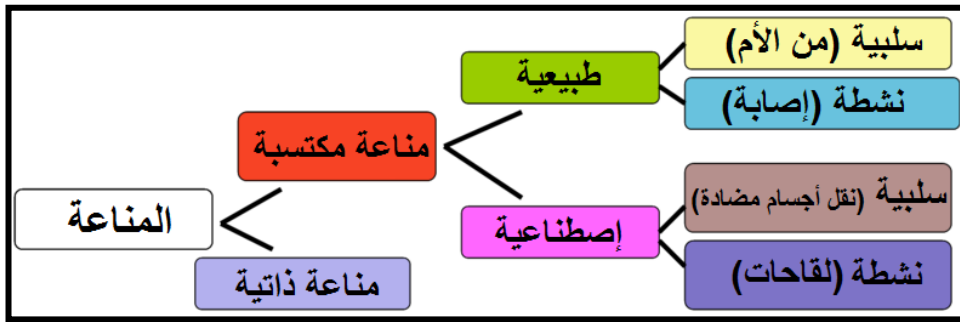 سلبية (من الأم)
طبيعية
نشطة (إصابة)
مناعة مكتسبة
سلبية (نقل أجسام مضادة)
المناعة
إصطناعية
نشطة (لقاحات)
مناعة ذاتية